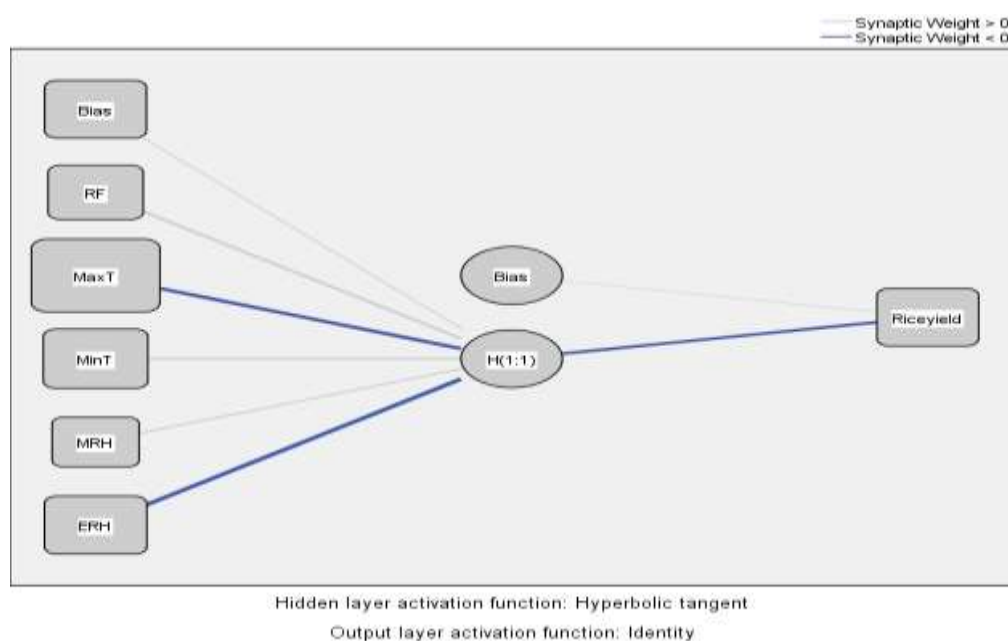 Synaptic Weight > 0
Synaptic Weight < 0
Bias
RF
MaxT
MinT
MRH
ERH
Bias
H(1:1)
Riceyield
Hidden layer activation function: Hyperbolic tangent
Output layer activation function: Identity